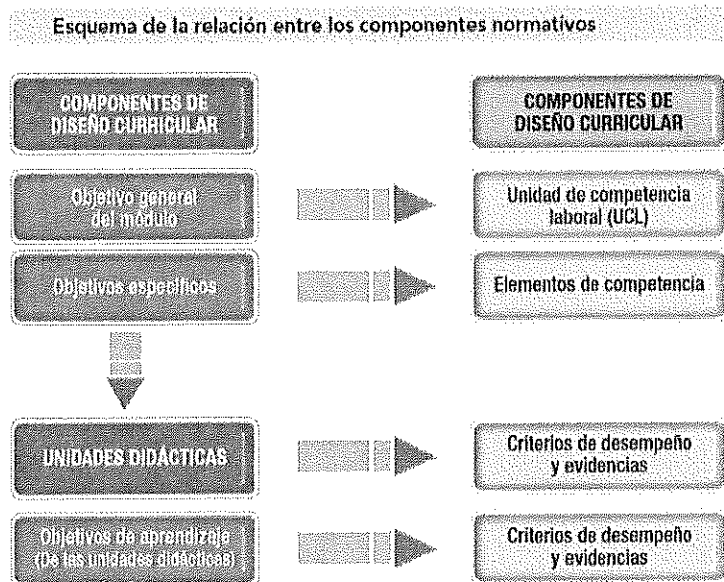 Esquema de la relación entre los componentes normativos
COMPONENTES DE
DISEÑO CURRICULAR
COMPONENTES DE
DISEÑO CURRICULAR
Objetivo general
del módulo
Unidad de competencia
laboral (UCL)
Objetivos específicos
Elementos de competencia
UNIDADES DIDÁCTICAS
Criterios de desempeño
y evidencias
Objetivos de aprendizaje
(De las unidades didácticas)
Criterios de desempeño
y evidencias